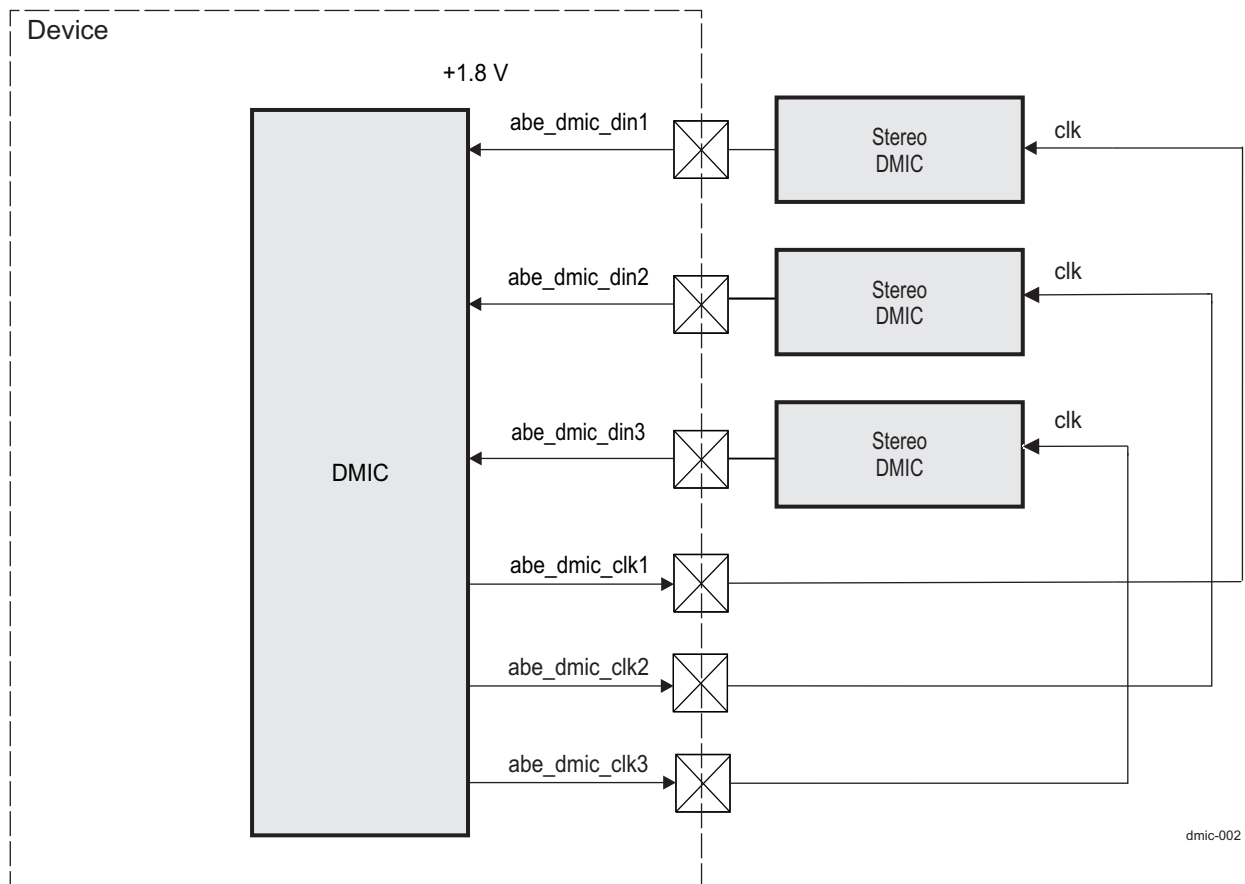 Device
+1.8 V
abe_dmic_din1
Stereo
DMIC
clk
abe_dmic_din2
Stereo
DMIC
clk
abe_dmic_din3
Stereo
DMIC
clk
DMIC
abe_dmic_clk1
abe_dmic_clk2
abe_dmic_clk3
dmic-002